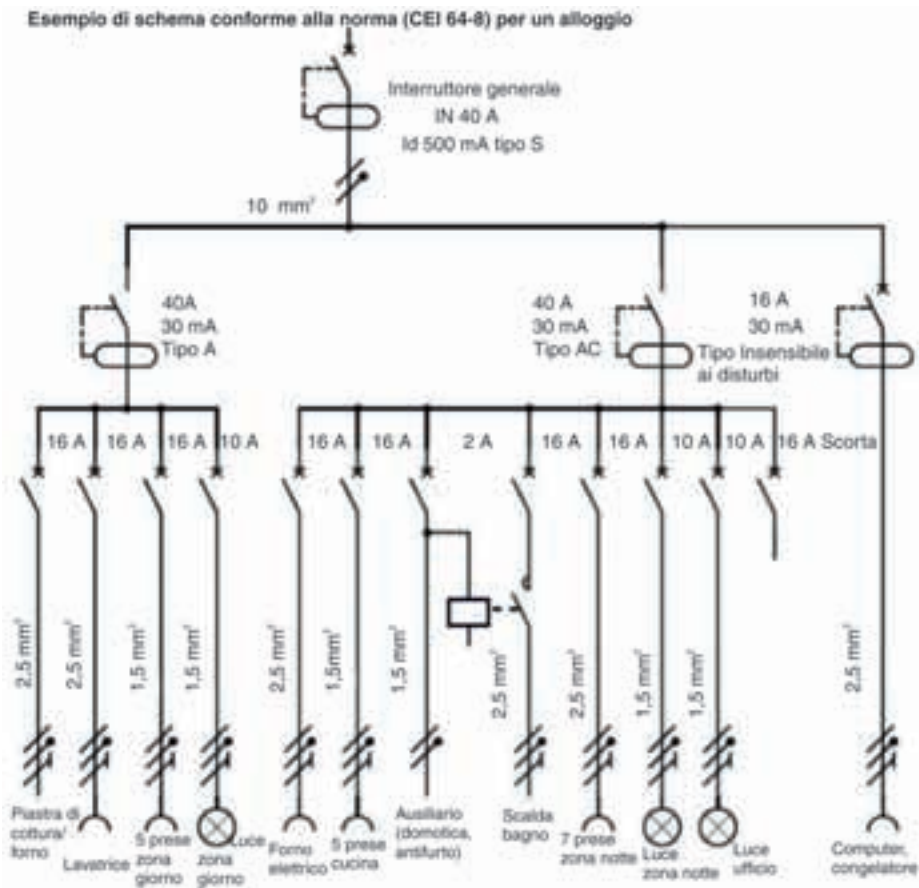 Esempio di schema conforme alla norma (CEI 64-8) per un alloggio
Interruttore generale
IN 40 A
Id 500 mA tipo S
10 mm²
40A
30 mA
Tipo A
40 A
30 mA
Tipo AC
16 A
30 mA
Tipo Insensibile
ai disturbi
16 A
16 A
16 A
10 A
16 A
16 A
2 A
16 A
16 A
10 A
10 A
16 A Scorta
2,5 mm²
2,5 mm²
1,5 mm²
1,5 mm²
2,5 mm²
1,5mm²
1,5 mm²
2,5 mm²
2,5 mm²
1,5 mm²
1,5 mm²
2,5 mm²
Piastra di
cottura/
forno
Lavatrice
5 prese
zona
giorno
Luce
zona
giorno
Forno
elettrico
5 prese
cucina
Ausiliario
(domotica,
antifurto)
Scalda
bagno
7 prese
zona notte
Luce
zona notte
Luce
ufficio
Computer,
congelatore